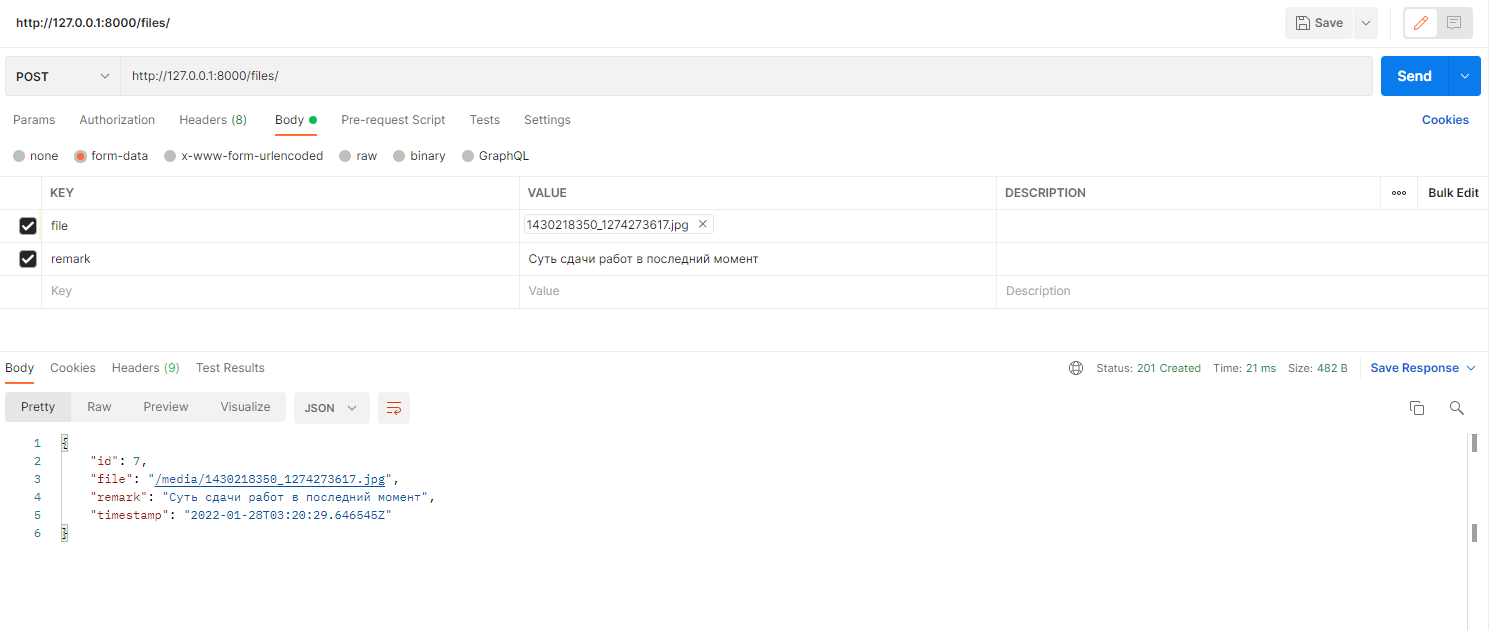 http://127.0.0.1:8000/files/ Save
POST http://127.0.0.1:8000/files/ Send
Params Authorization Headers (8) Body Pre-request Script Tests Settings Cookies
none form-data x-www-form-urlencoded raw binary GraphQL
KEY VALUE DESCRIPTION Bulk Edit
file 1430218350_1274273617.jpg
remark Суть сдачи работ в последний момент
Key Value Description
Body Cookies Headers (9) Test Results Status: 201 Created Time: 21 ms Size: 482 B Save Response
Pretty Raw Preview Visualize JSON
1 {
2 "id": 7,
3 "file": "/media/1430218350_1274273617.jpg",
4 "remark": "Суть сдачи работ в последний момент",
5 "timestamp": "2022-01-28T03:20:29.646545Z"
6 }